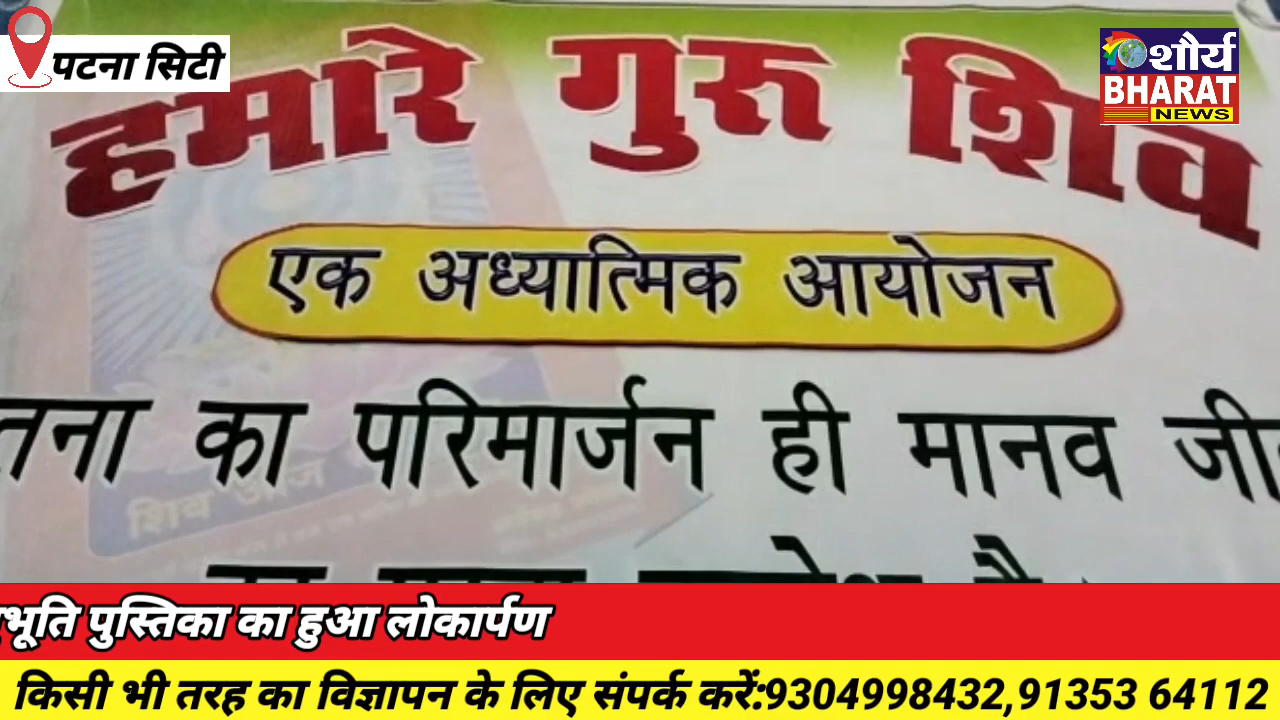 पटना सिटी
शौर्य
BHARAT
NEWS
हमारे गुरु शिव
एक अध्यात्मिक आयोजन
का परिमार्जन ही मानव
शिव आज
पुस्तिका का हुआ लोकार्पण
किसी भी तरह का विज्ञापन के लिए संपर्क करें:9304998432,91353 64112